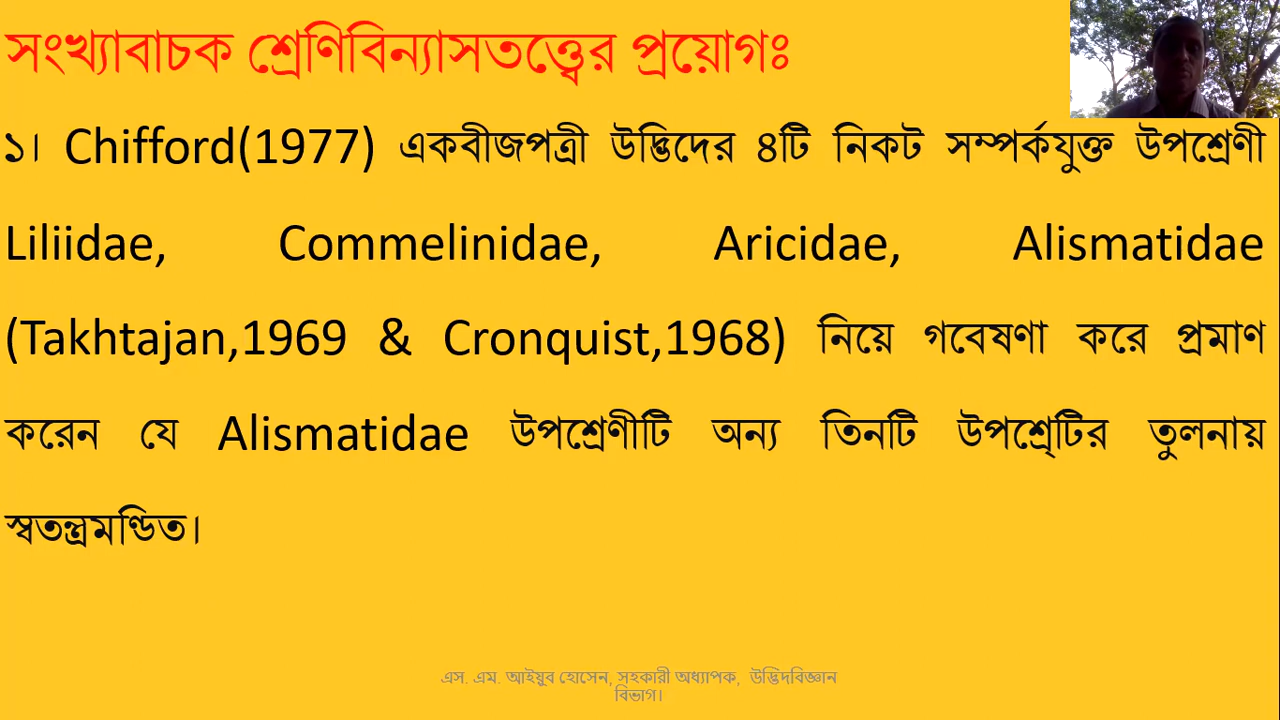 সংখ্যাবাচক শ্রেণিবিন্যাসতত্ত্বের প্রয়োগঃ
১। Chifford(1977) একবীজপত্রী উদ্ভিদের ৪টি নিকট সম্পর্কযুক্ত উপশ্রেণী
Liliidae, Commelinidae, Aricidae, Alismatidae
(Takhtajan,1969 & Cronquist,1968) নিয়ে গবেষণা করে প্রমাণ
করেন যে Alismatidae উপশ্রেণীটি অন্য তিনটি উপশ্রেটির তুলনায়
স্বতন্ত্রমন্ডিত।
এস. এম. আইয়ুব হোসেন, সহকারী অধ্যাপক, উদ্ভিদবিজ্ঞান
বিভাগ।